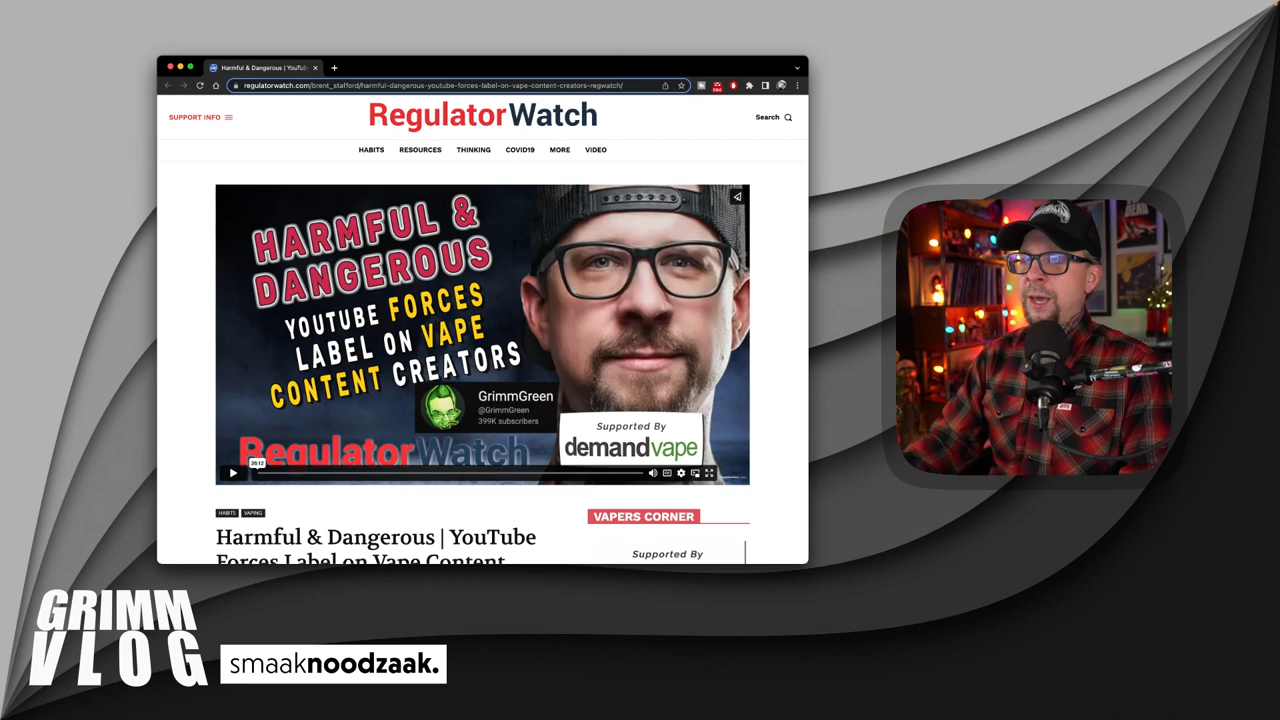 Harmful & Dangerous | YouTub
regulatorwatch.com/brent_stafford/harmful-dangerous-youtube-forces-label-on-vape-content-creators-regwatch/
SUPPORT INFO
RegulatorWatch
Search
HABITS RESOURCES THINKING COVID19 MORE VIDEO
HARMFUL &
DANGEROUS
YOUTUBE FORCES
LABEL ON VAPE
CONTENT CREATORS
GrimmGreen
@GrimmGreen
399K subscribers
Supported By
demandvape
RegulatorWatch
28:12
HABITS VAPING
VAPERS CORNER
Harmful & Dangerous | YouTube
Forces Label on Vape Content
Supported By
GRIMM
VLOG
smaaknoodzaak.